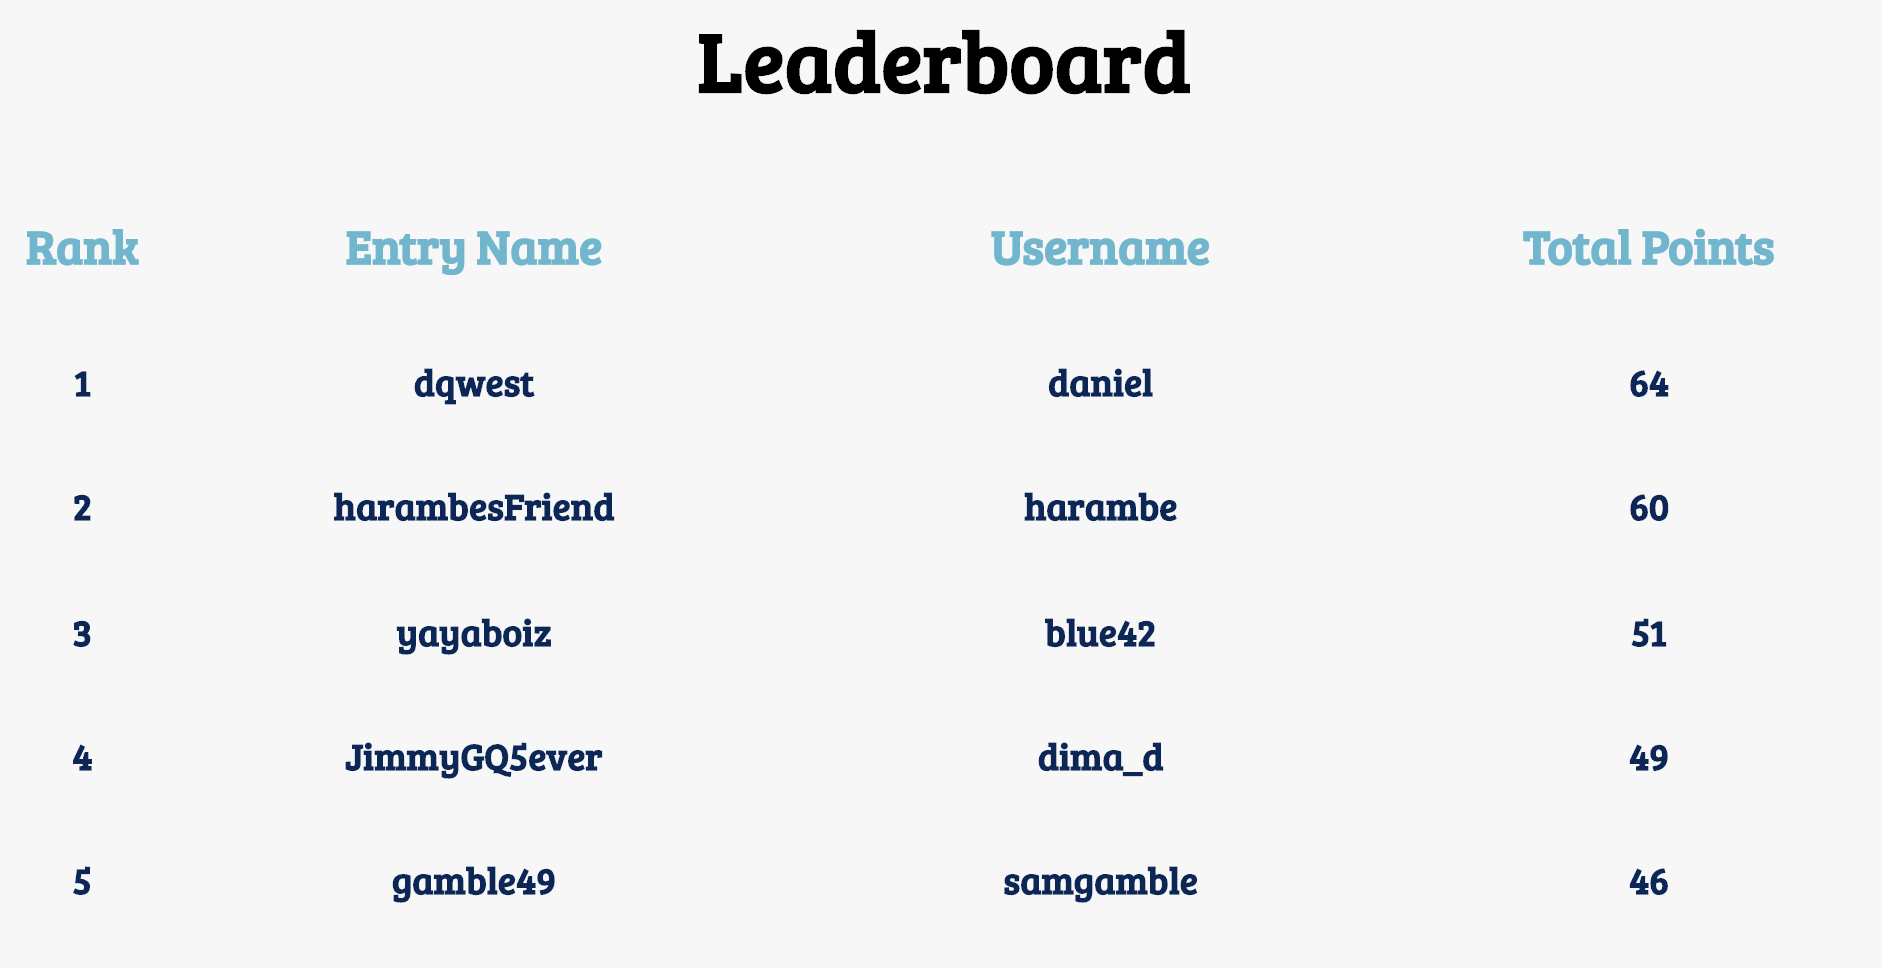 Leaderboard
Rank Entry Name Username Total Points
1 dqwest daniel 64
2 harambesFriend harambe 60
3 yayaboiz blue42 51
4 JimmyGQ5ever dima_d 49
5 gamble49 samgamble 46